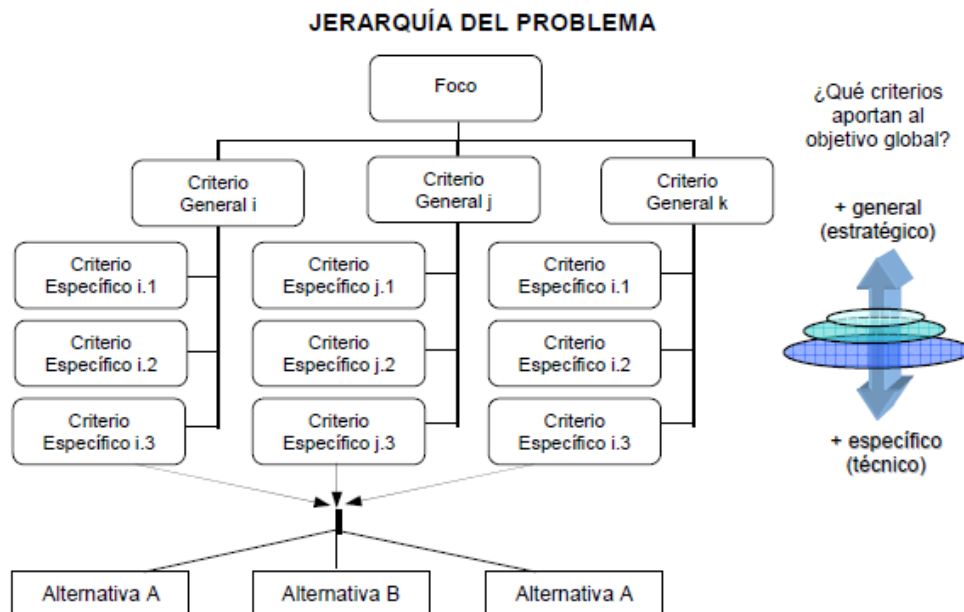 JERARQUÍA DEL PROBLEMA
Foco
¿Qué criterios
aportan al
objetivo global?
Criterio
General i
Criterio
General j
Criterio
General k
+ general
(estratégico)
Criterio
Específico i.1
Criterio
Específico j.1
Criterio
Específico i.1
Criterio
Específico i.2
Criterio
Específico j.2
Criterio
Específico i.2
Criterio
Específico i.3
Criterio
Específico j.3
Criterio
Específico i.3
+ específico
(técnico)
Alternativa A
Alternativa B
Alternativa A